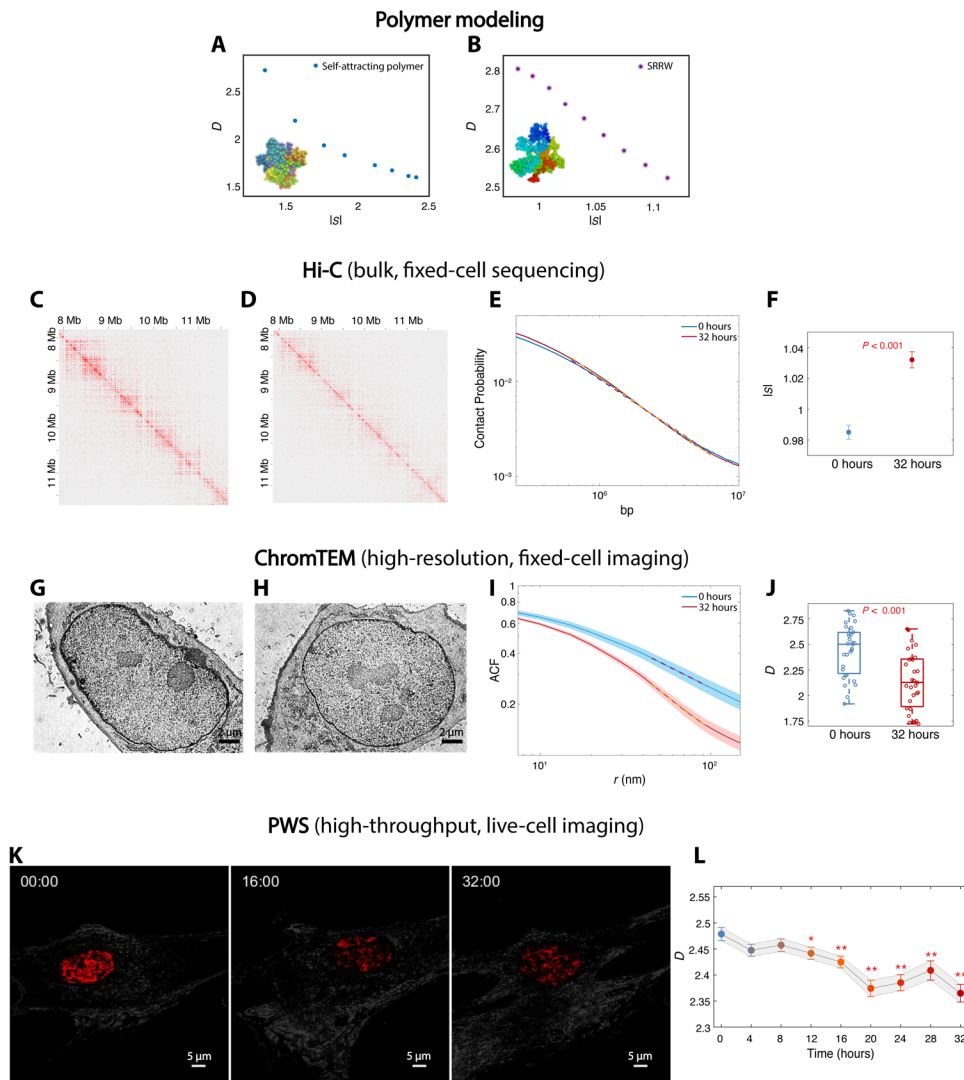 Polymer modeling
A
B
Self-attracting polymer
SRRW
D
2.5
2
1.5
1.5
2
2.5
|S|
D
2.8
2.7
2.6
2.5
1
1.05
1.1
|S|
Hi-C (bulk, fixed-cell sequencing)
C
D
E
F
8 Mb 9 Mb 10 Mb 11 Mb
8 Mb
9 Mb
10 Mb
11 Mb
8 Mb 9 Mb 10 Mb 11 Mb
8 Mb
9 Mb
10 Mb
11 Mb
0 hours
32 hours
Contact Probability
10⁻²
10⁻³
10⁶
10⁷
bp
|S|
P < 0.001
1.04
1.02
1
0.98
0 hours
32 hours
ChromTEM (high-resolution, fixed-cell imaging)
G
H
I
J
2 μm
2 μm
0 hours
32 hours
ACF
1
0.8
0.6
0.4
0.2
10¹
10²
r (nm)
P < 0.001
D
2.75
2.5
2.25
2
1.75
0 hours
32 hours
PWS (high-throughput, live-cell imaging)
K
L
00:00
16:00
32:00
5 μm
5 μm
5 μm
D
2.55
2.5
2.45
2.4
2.35
2.3
*
**
**
**
**
**
0 4 8 12 16 20 24 28 32
Time (hours)